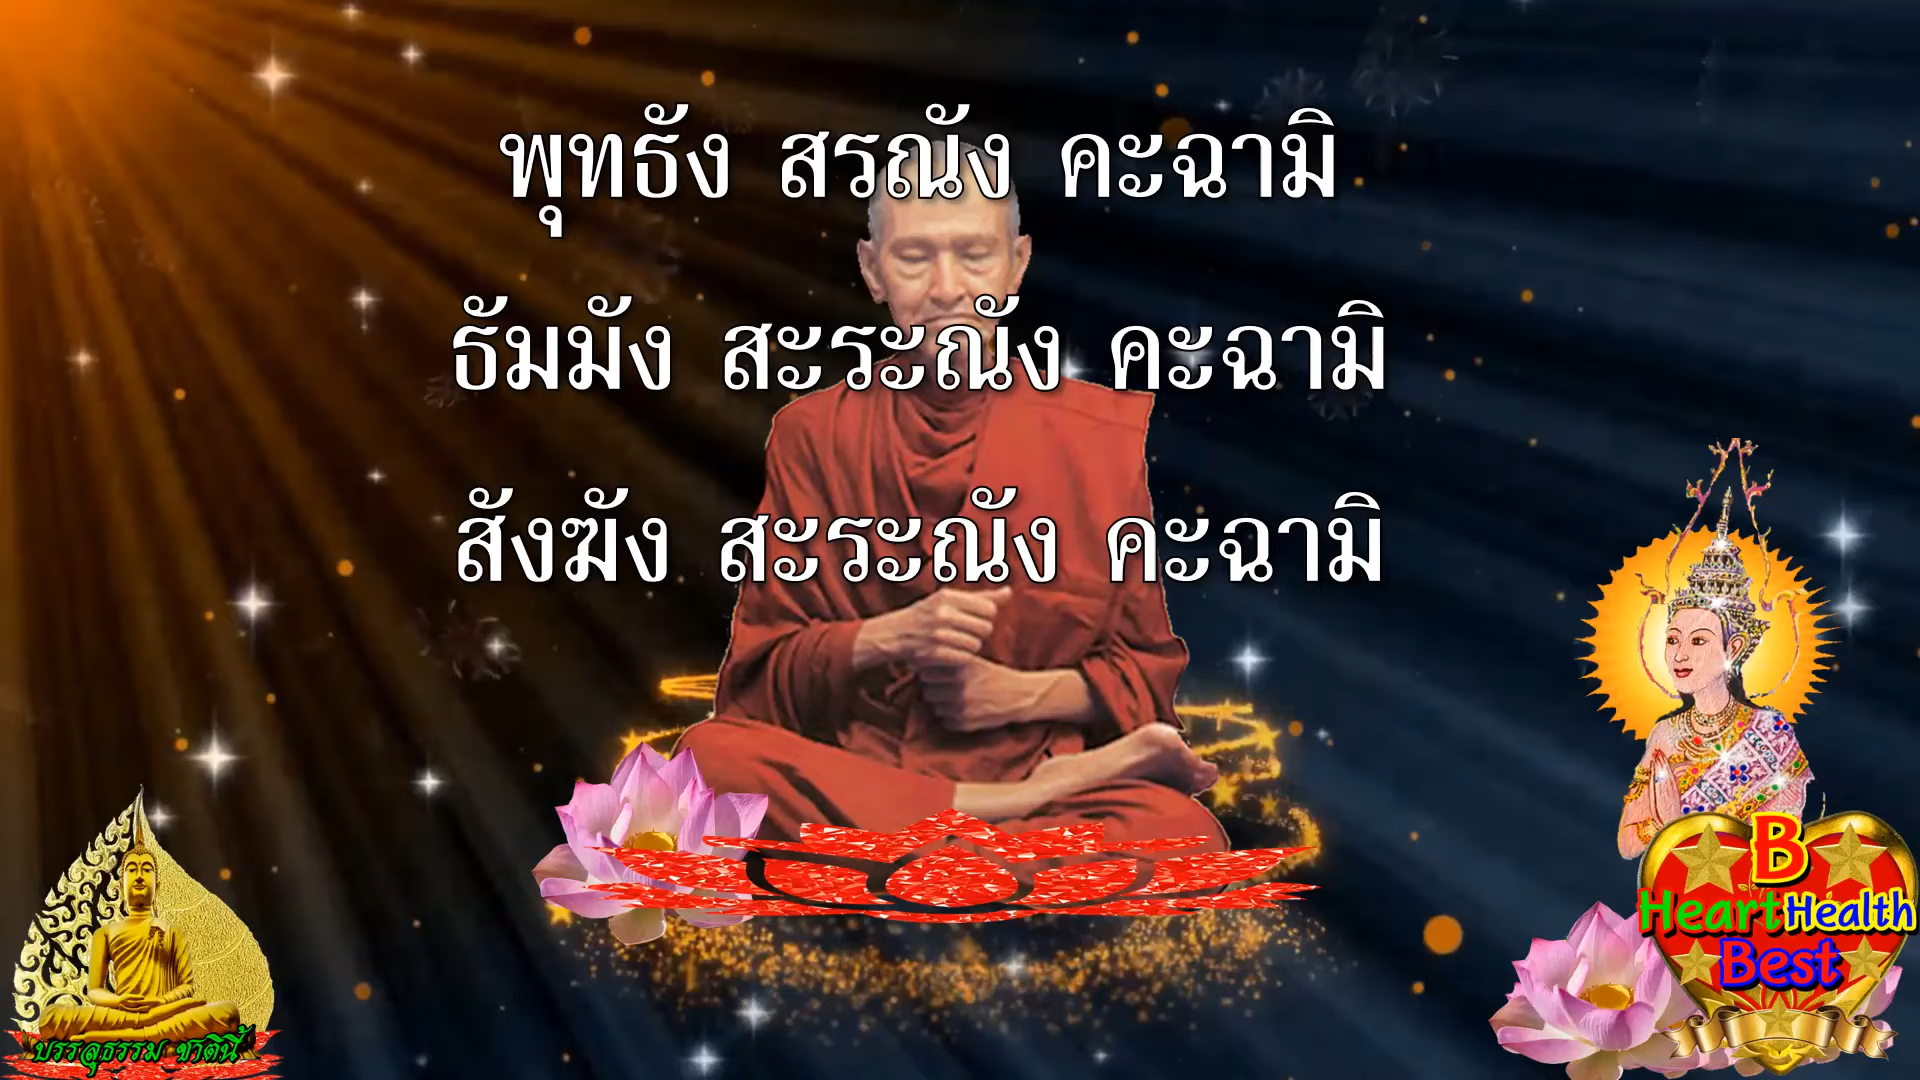 พุทธัง สรณัง คะฉามิ
ธัมมัง สะระณัง คะฉามิ
สังฆัง สะระณัง คะฉามิ
B
HeartHealth
Best
บรรลุธรรม ชาตินี้